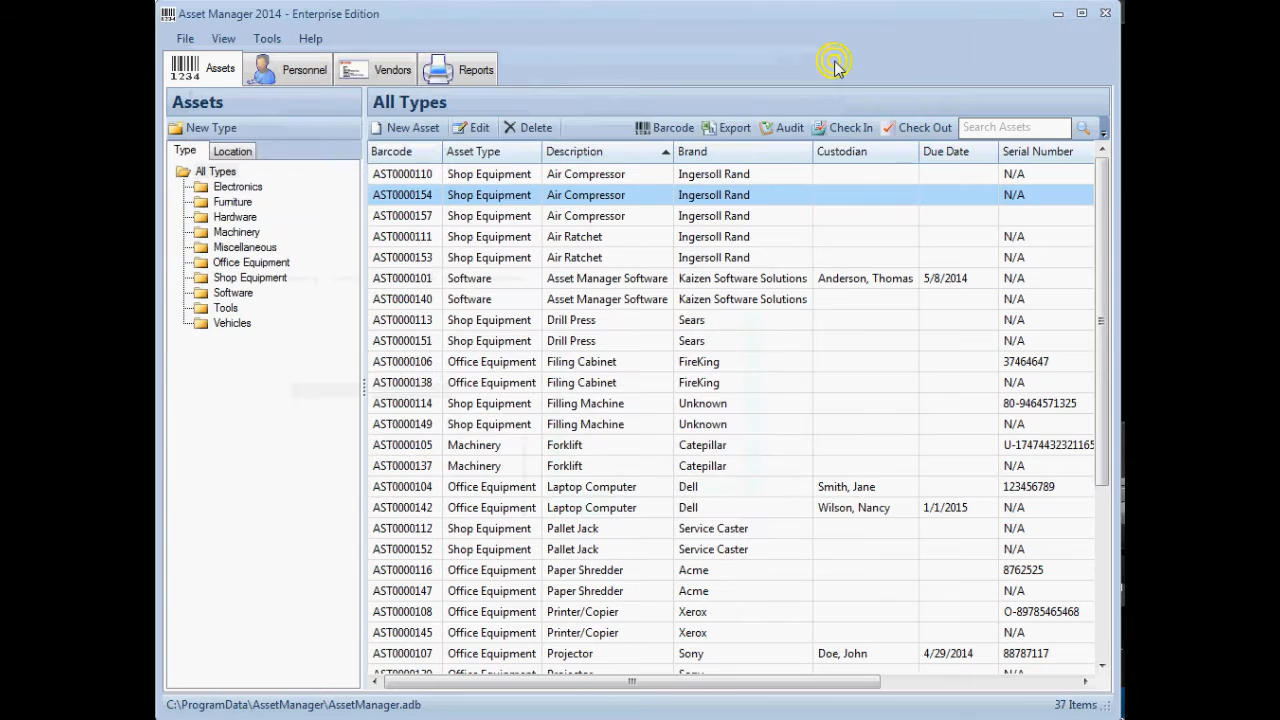 Asset Manager 2014 - Enterprise Edition
File View Tools Help
1234 Assets Personnel Vendors Reports
Assets
All Types
New Type
New Asset Edit Delete Barcode Export Audit Check In Check Out Search Assets
Type Location
Barcode Asset Type Description Brand Custodian Due Date Serial Number
All Types
Electronics
Furniture
Hardware
Machinery
Miscellaneous
Office Equipment
Shop Equipment
Software
Tools
Vehicles
AST0000110 Shop Equipment Air Compressor Ingersoll Rand N/A
AST0000154 Shop Equipment Air Compressor Ingersoll Rand N/A
AST0000157 Shop Equipment Air Compressor Ingersoll Rand
AST0000111 Shop Equipment Air Ratchet Ingersoll Rand N/A
AST0000153 Shop Equipment Air Ratchet Ingersoll Rand N/A
AST0000101 Software Asset Manager Software Kaizen Software Solutions Anderson, Thomas 5/8/2014 N/A
AST0000140 Software Asset Manager Software Kaizen Software Solutions N/A
AST0000113 Shop Equipment Drill Press Sears N/A
AST0000151 Shop Equipment Drill Press Sears N/A
AST0000106 Office Equipment Filing Cabinet FireKing 37464647
AST0000138 Office Equipment Filing Cabinet FireKing N/A
AST0000114 Shop Equipment Filling Machine Unknown 80-9464571325
AST0000149 Shop Equipment Filling Machine Unknown N/A
AST0000105 Machinery Forklift Catepillar U-17474432321165
AST0000137 Machinery Forklift Catepillar N/A
AST0000104 Office Equipment Laptop Computer Dell Smith, Jane 123456789
AST0000142 Office Equipment Laptop Computer Dell Wilson, Nancy 1/1/2015 N/A
AST0000112 Shop Equipment Pallet Jack Service Caster N/A
AST0000152 Shop Equipment Pallet Jack Service Caster N/A
AST0000116 Office Equipment Paper Shredder Acme 8762525
AST0000147 Office Equipment Paper Shredder Acme N/A
AST0000108 Office Equipment Printer/Copier Xerox O-89785465468
AST0000145 Office Equipment Printer/Copier Xerox N/A
AST0000107 Office Equipment Projector Sony Doe, John 4/29/2014 88787117
C:\ProgramData\AssetManager\AssetManager.adb 37 Items